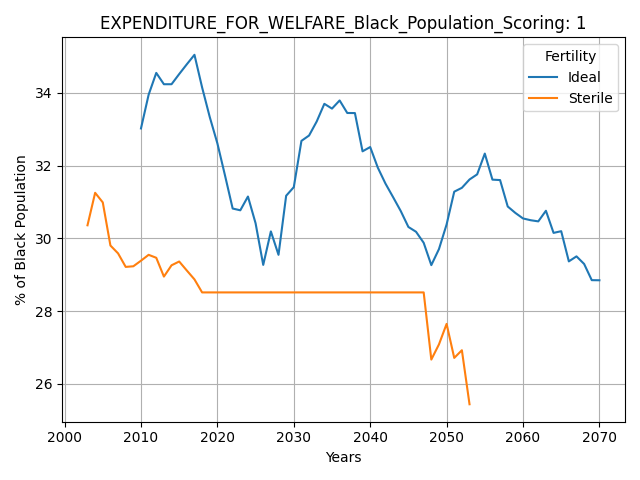 EXPENDITURE_FOR_WELFARE_Black_Population_Scoring: 1
Fertility
Ideal
Sterile
% of Black Population
34
32
30
28
26
2000 2010 2020 2030 2040 2050 2060 2070
Years